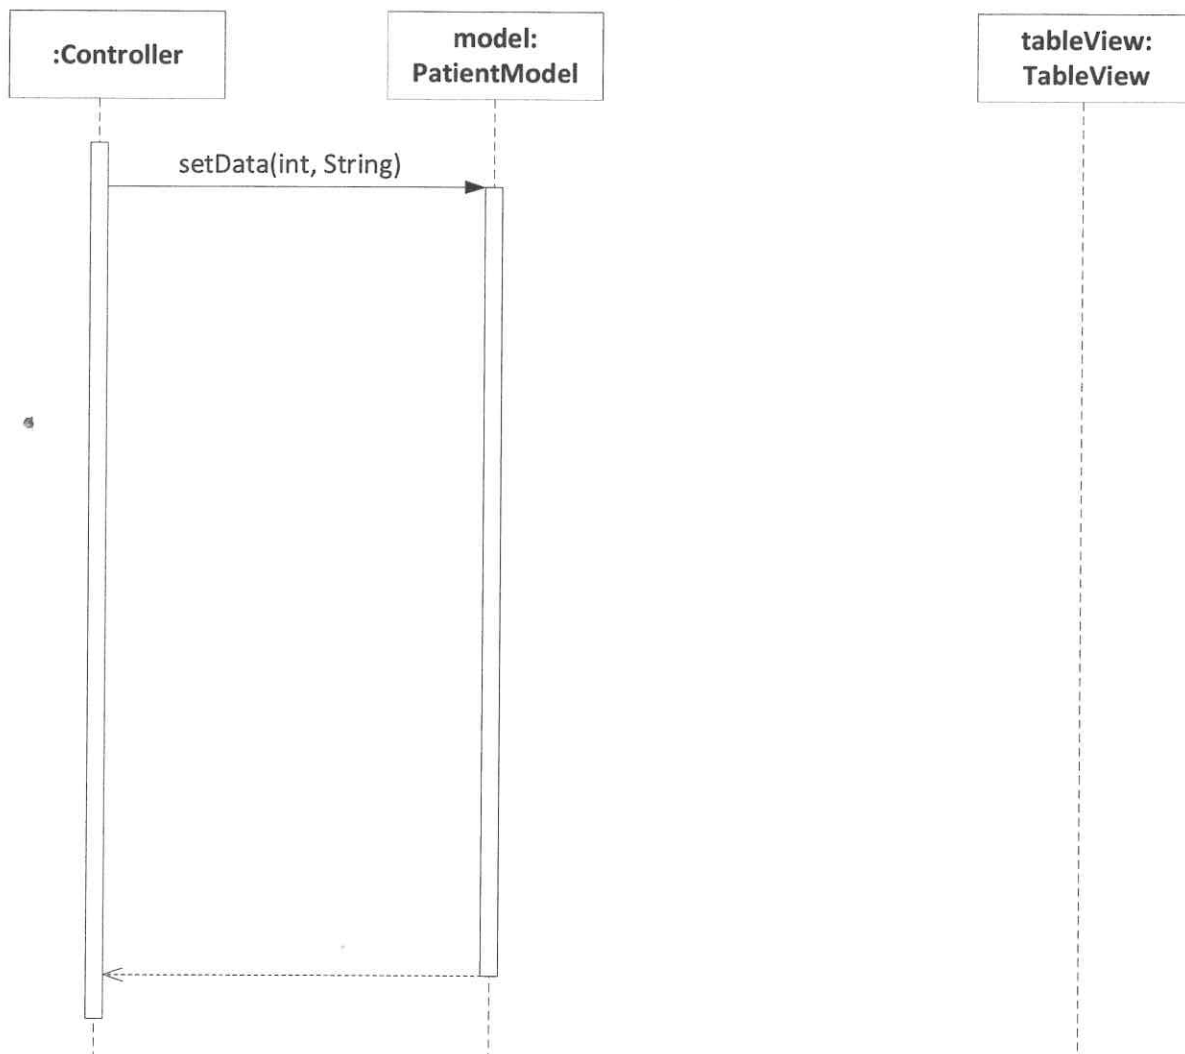 :Controller
model:
PatientModel
tableView:
TableView
setData(int, String)